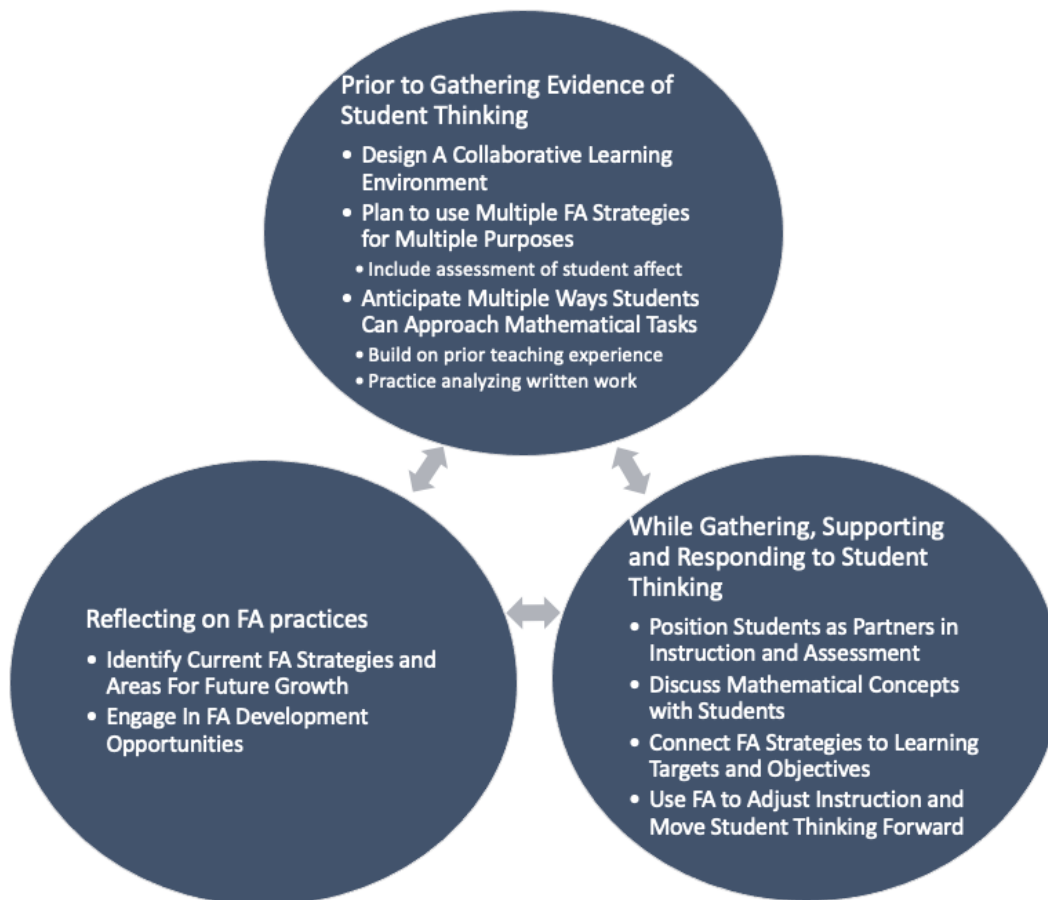 Prior to Gathering Evidence of
Student Thinking
• Design A Collaborative Learning
Environment
• Plan to use Multiple FA Strategies
for Multiple Purposes
• Include assessment of student affect
• Anticipate Multiple Ways Students
Can Approach Mathematical Tasks
• Build on prior teaching experience
• Practice analyzing written work
Reflecting on FA practices
• Identify Current FA Strategies and
Areas For Future Growth
• Engage In FA Development
Opportunities
While Gathering, Supporting
and Responding to Student
Thinking
• Position Students as Partners in
Instruction and Assessment
• Discuss Mathematical Concepts
with Students
• Connect FA Strategies to Learning
Targets and Objectives
• Use FA to Adjust Instruction and
Move Student Thinking Forward